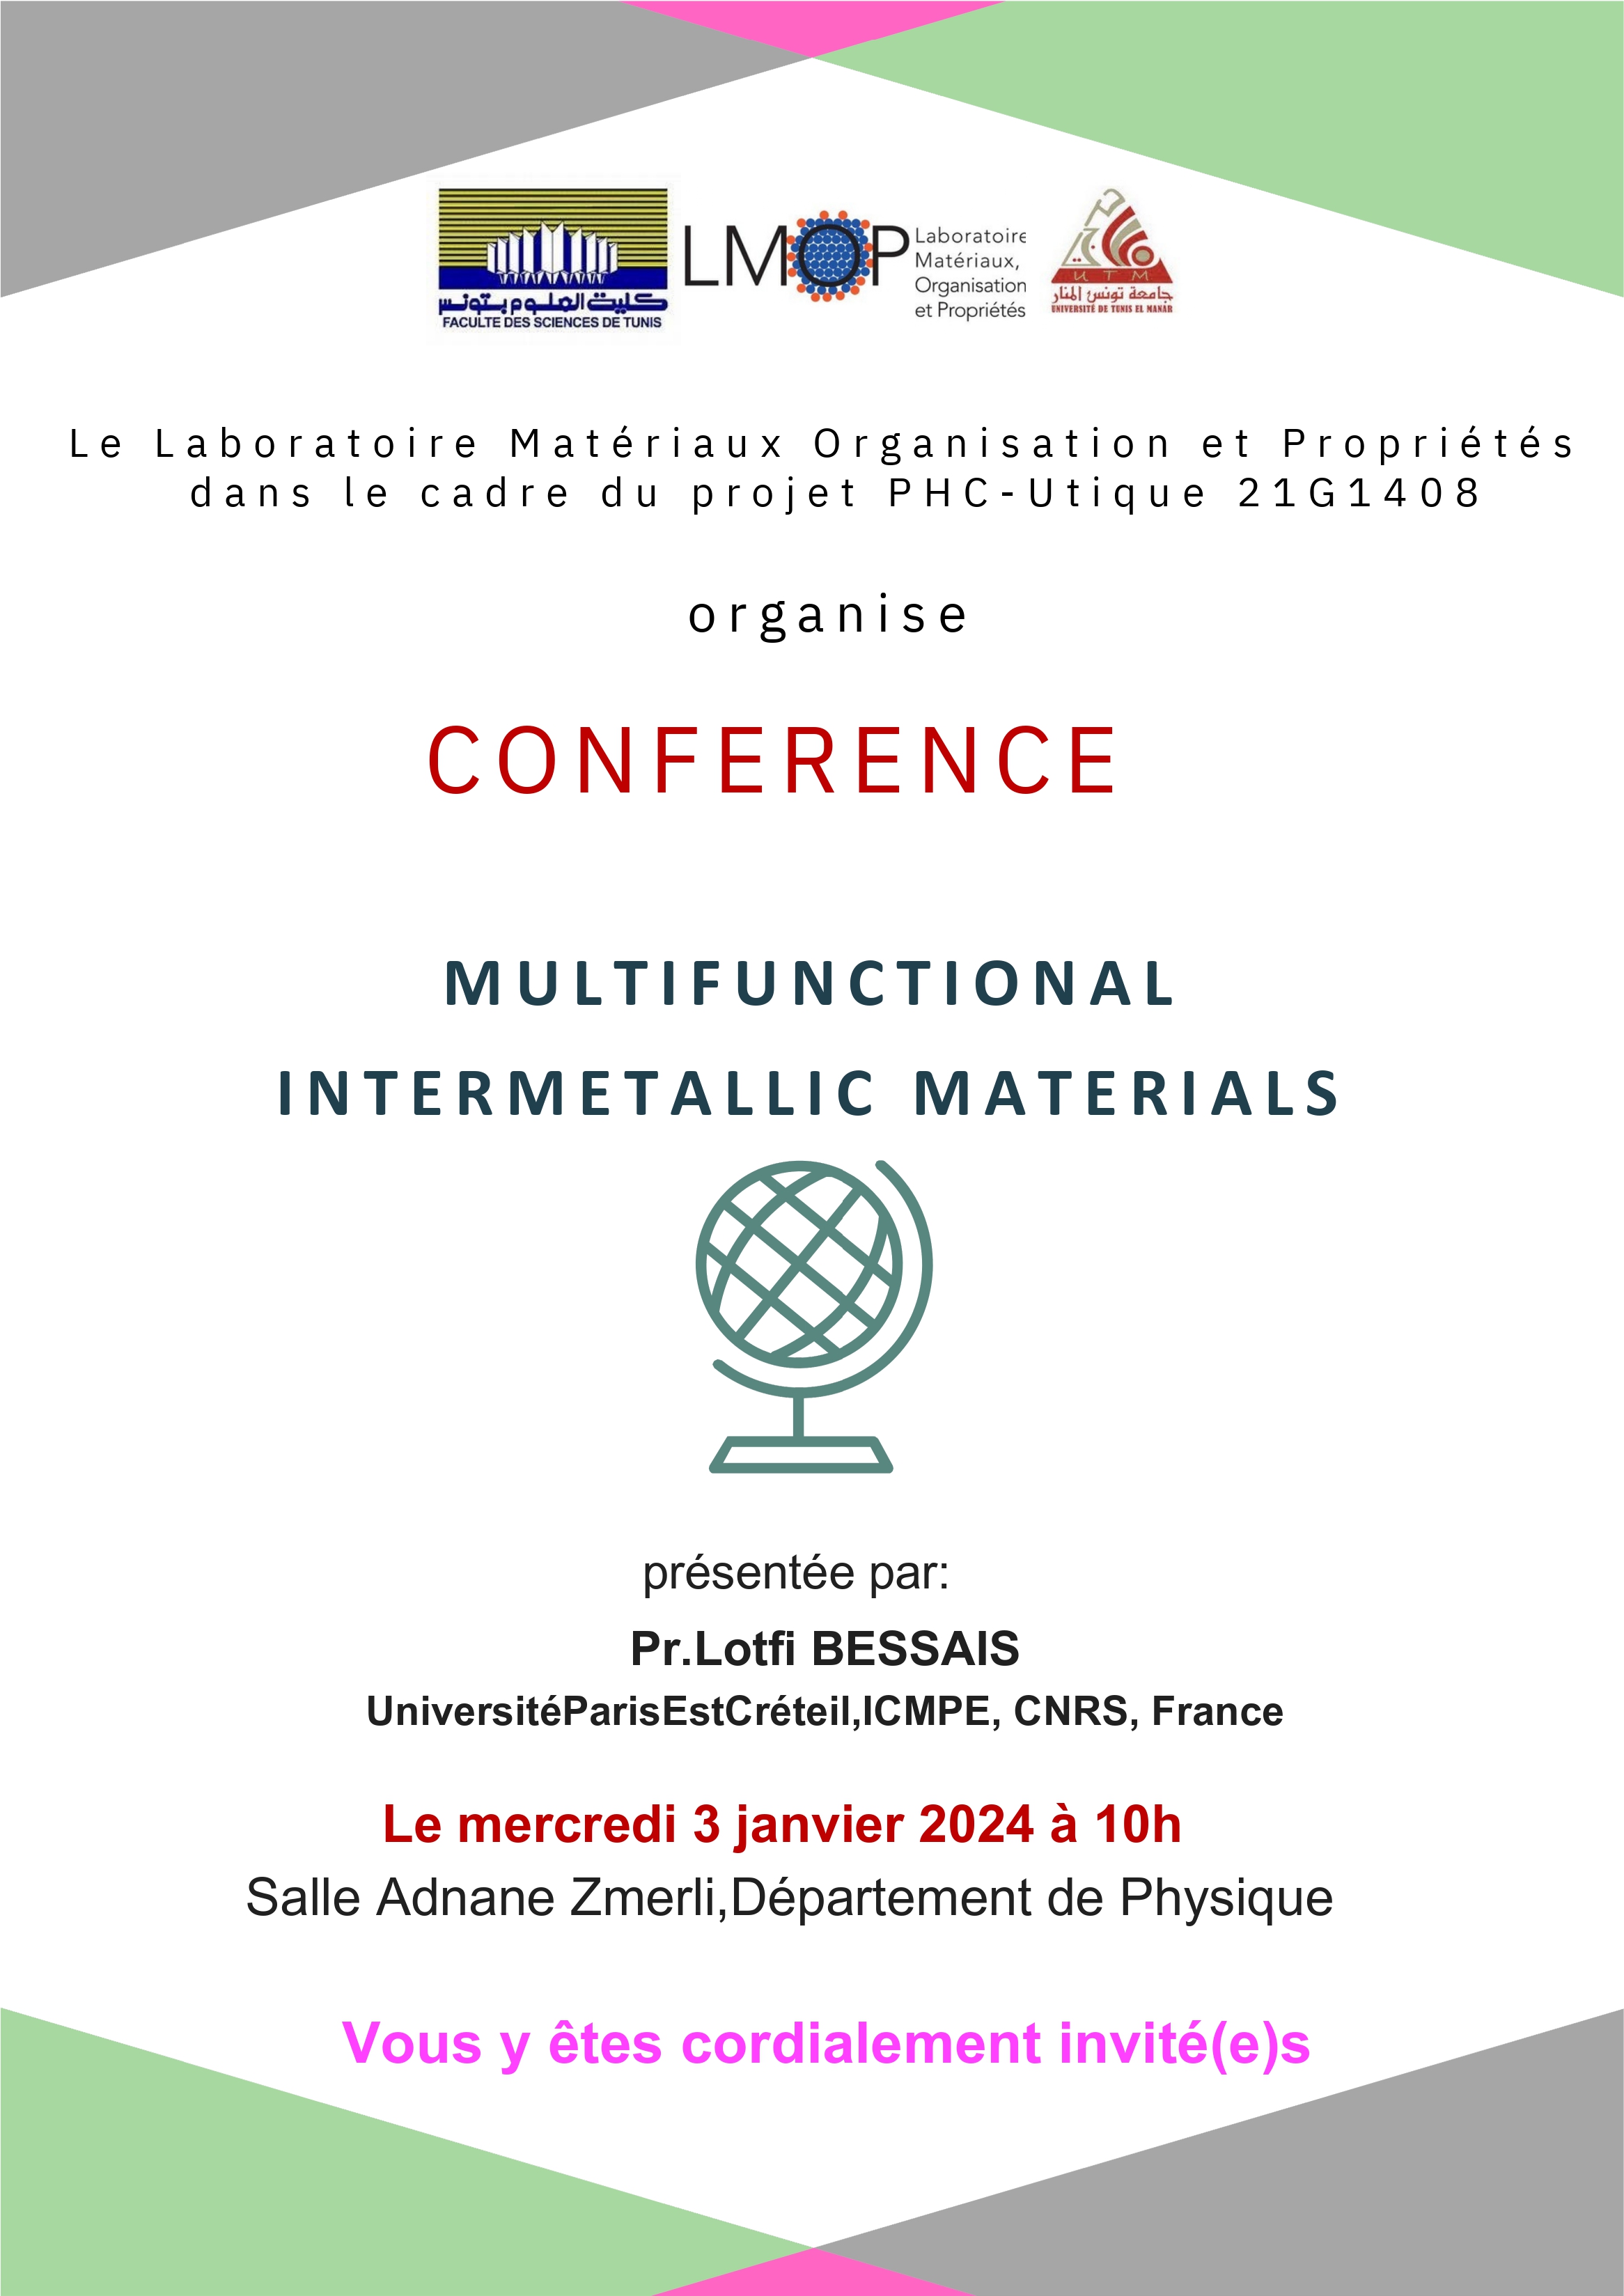 كلية العلوم بتونس
FACULTE DES SCIENCES DE TUNIS
LMOP
Laboratoire
Matériaux,
Organisation
et Propriétés
UTM
جامعة تونس المنار
UNIVERSITÉ DE TUNIS EL MANAR
Le Laboratoire Matériaux Organisation et Propriétés
dans le cadre du projet PHC-Utique 21G1408
organise
CONFERENCE
MULTIFUNCTIONAL
INTERMETALLIC MATERIALS
présentée par:
Pr.Lotfi BESSAIS
UniversitéParisEstCréteil,ICMPE, CNRS, France
Le mercredi 3 janvier 2024 à 10h
Salle Adnane Zmerli,Département de Physique
Vous y êtes cordialement invité(e)s